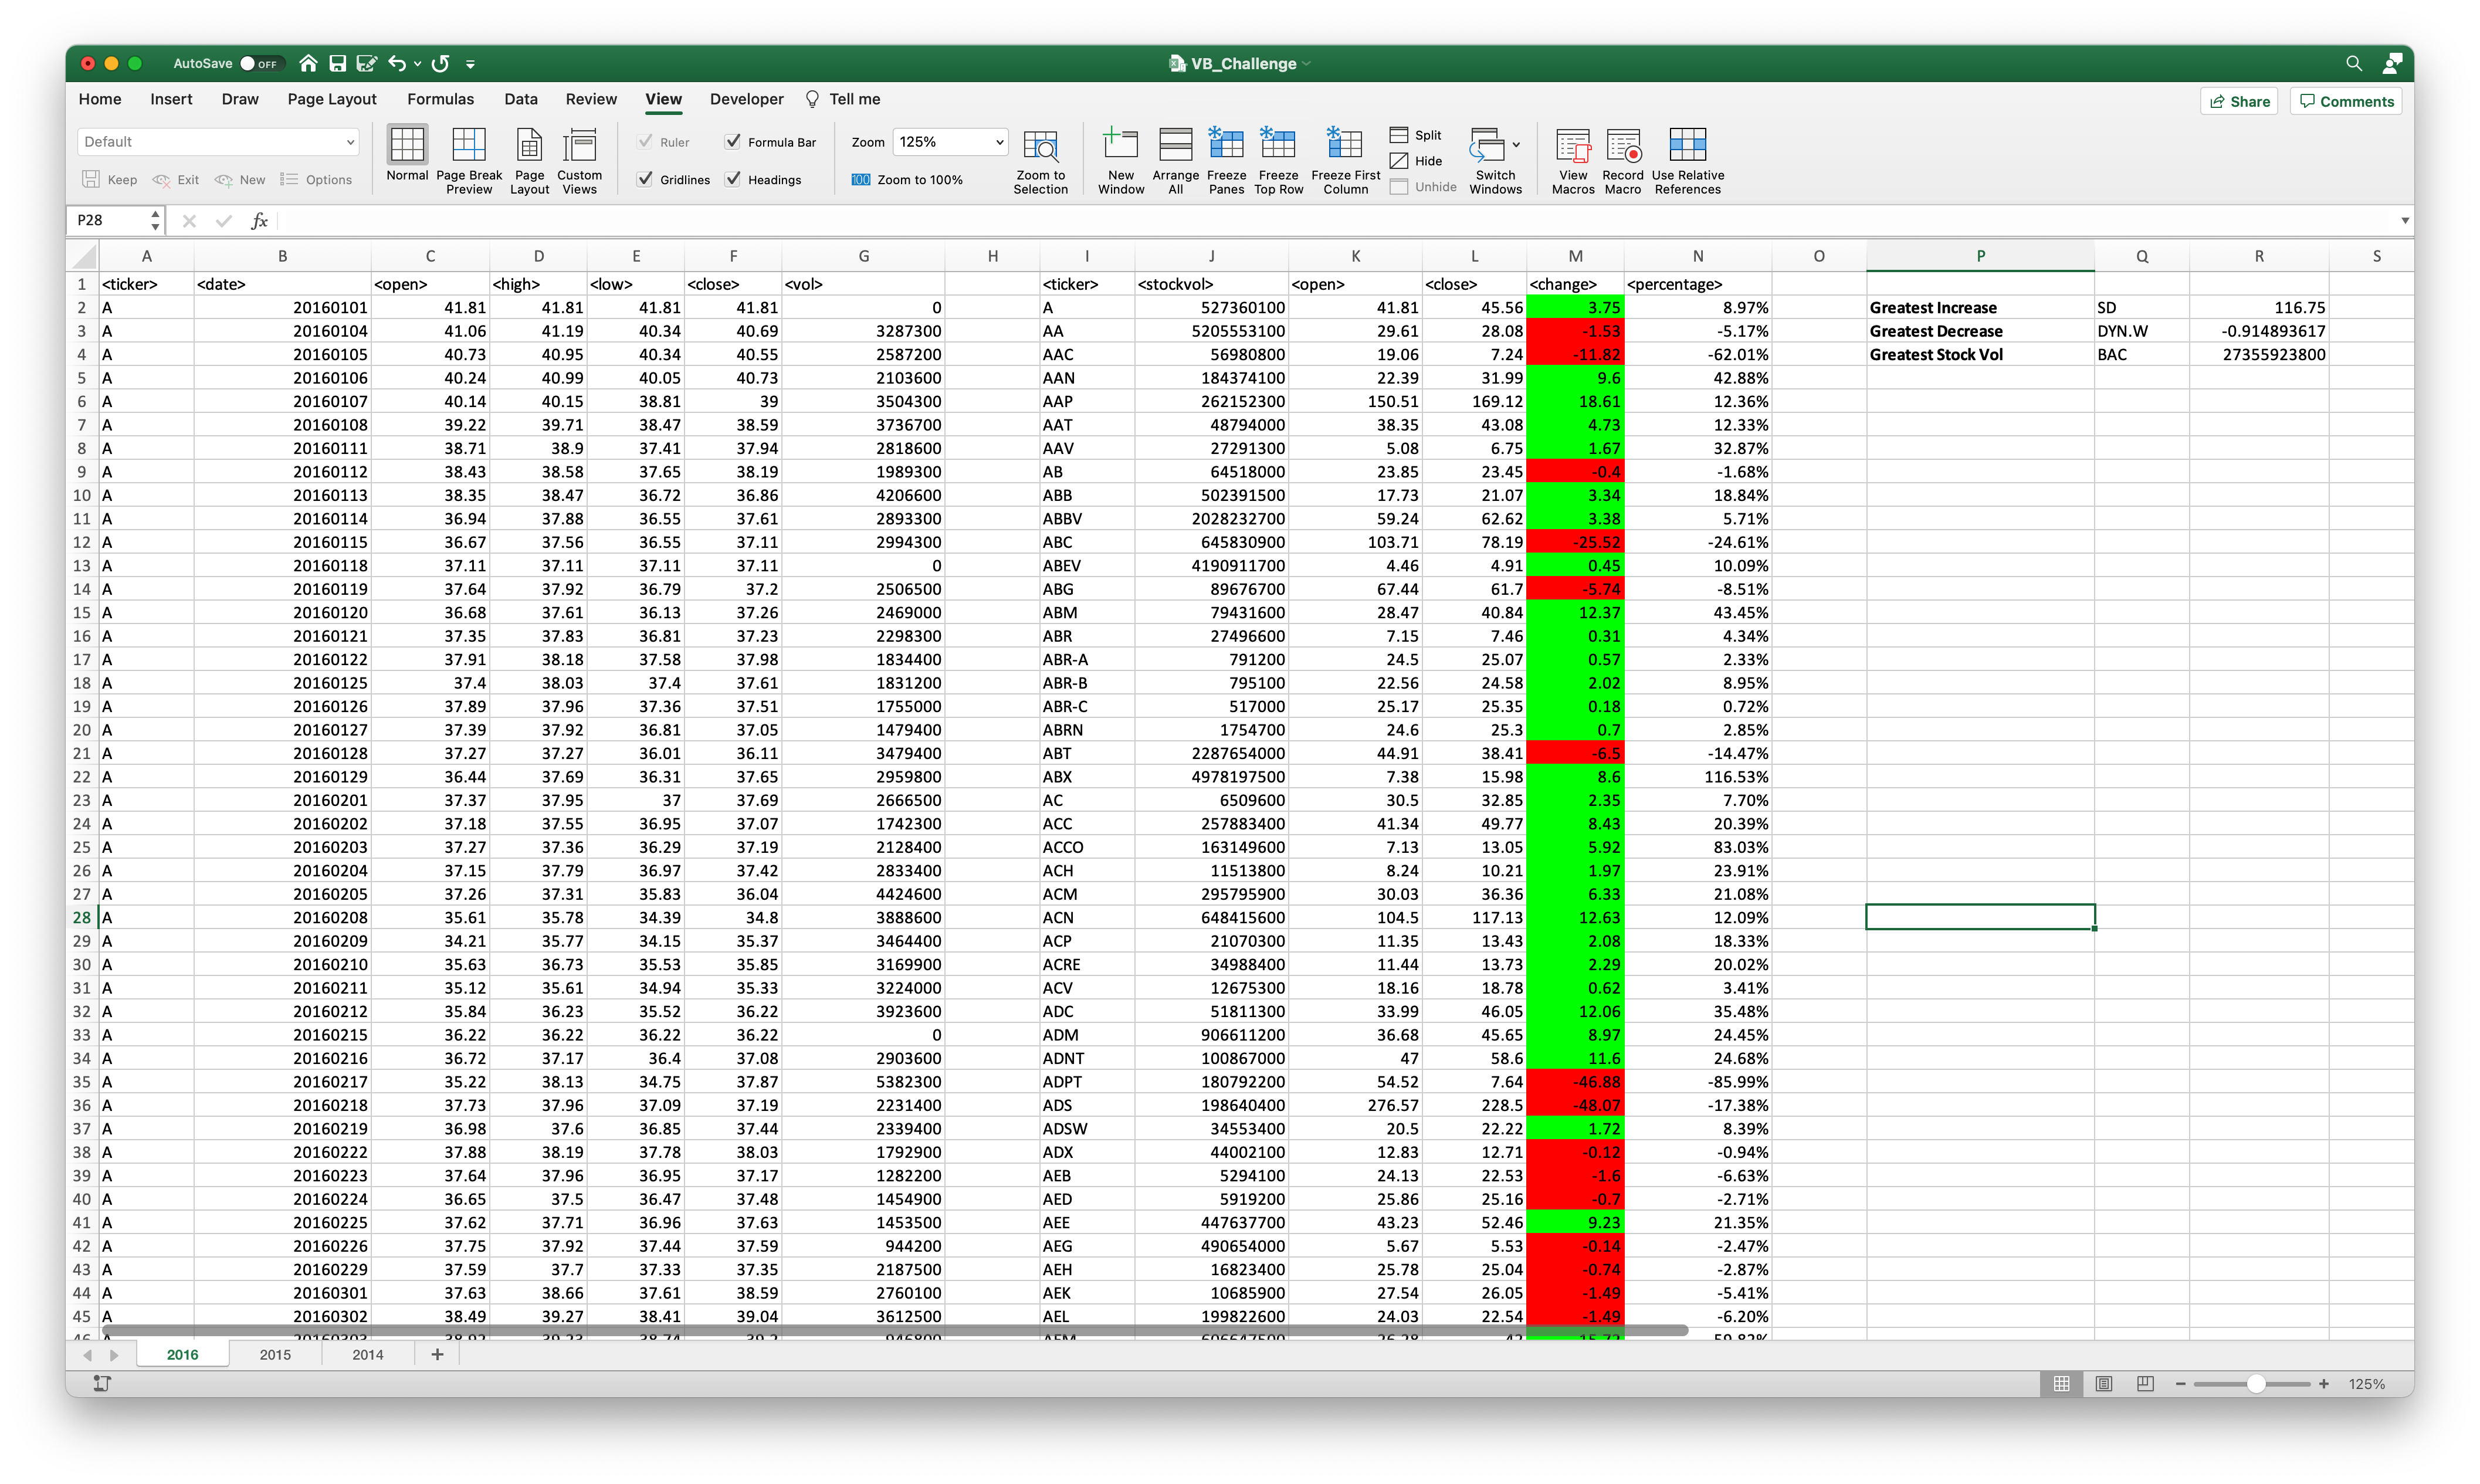 AutoSave OFF VB_Challenge
Home Insert Draw Page Layout Formulas Data Review View Developer Tell me Share Comments
Default Ruler Formula Bar Zoom 125% Split
Hide
Keep Exit New Options Normal Page Break Preview Page Layout Custom Views Gridlines Headings 100 Zoom to 100% Zoom to Selection New Window Arrange All Freeze Panes Freeze Top Row Freeze First Column Unhide Switch Windows View Macros Record Macro Use Relative References
P28 fx
A B C D E F G H I J K L M N O P Q R S
1 <ticker> <date> <open> <high> <low> <close> <vol> <ticker> <stockvol> <open> <close> <change> <percentage>
2 A 20160101 41.81 41.81 41.81 41.81 0 A 527360100 41.81 45.56 3.75 8.97% Greatest Increase SD 116.75
3 A 20160104 41.06 41.19 40.34 40.69 3287300 AA 5205553100 29.61 28.08 -1.53 -5.17% Greatest Decrease DYN.W -0.914893617
4 A 20160105 40.73 40.95 40.34 40.55 2587200 AAC 56980800 19.06 7.24 -11.82 -62.01% Greatest Stock Vol BAC 27355923800
5 A 20160106 40.24 40.99 40.05 40.73 2103600 AAN 184374100 22.39 31.99 9.6 42.88%
6 A 20160107 40.14 40.15 38.81 39 3504300 AAP 262152300 150.51 169.12 18.61 12.36%
7 A 20160108 39.22 39.71 38.47 38.59 3736700 AAT 48794000 38.35 43.08 4.73 12.33%
8 A 20160111 38.71 38.9 37.41 37.94 2818600 AAV 27291300 5.08 6.75 1.67 32.87%
9 A 20160112 38.43 38.58 37.65 38.19 1989300 AB 64518000 23.85 23.45 -0.4 -1.68%
10 A 20160113 38.35 38.47 36.72 36.86 4206600 ABB 502391500 17.73 21.07 3.34 18.84%
11 A 20160114 36.94 37.88 36.55 37.61 2893300 ABBV 2028232700 59.24 62.62 3.38 5.71%
12 A 20160115 36.67 37.56 36.55 37.11 2994300 ABC 645830900 103.71 78.19 -25.52 -24.61%
13 A 20160118 37.11 37.11 37.11 37.11 0 ABEV 4190911700 4.46 4.91 0.45 10.09%
14 A 20160119 37.64 37.92 36.79 37.2 2506500 ABG 89676700 67.44 61.7 -5.74 -8.51%
15 A 20160120 36.68 37.61 36.13 37.26 2469000 ABM 79431600 28.47 40.84 12.37 43.45%
16 A 20160121 37.35 37.83 36.81 37.23 2298300 ABR 27496600 7.15 7.46 0.31 4.34%
17 A 20160122 37.91 38.18 37.58 37.98 1834400 ABR-A 791200 24.5 25.07 0.57 2.33%
18 A 20160125 37.4 38.03 37.4 37.61 1831200 ABR-B 795100 22.56 24.58 2.02 8.95%
19 A 20160126 37.89 37.96 37.36 37.51 1755000 ABR-C 517000 25.17 25.35 0.18 0.72%
20 A 20160127 37.39 37.92 36.81 37.05 1479400 ABRN 1754700 24.6 25.3 0.7 2.85%
21 A 20160128 37.27 37.27 36.01 36.11 3479400 ABT 2287654000 44.91 38.41 -6.5 -14.47%
22 A 20160129 36.44 37.69 36.31 37.65 2959800 ABX 4978197500 7.38 15.98 8.6 116.53%
23 A 20160201 37.37 37.95 37 37.69 2666500 AC 6509600 30.5 32.85 2.35 7.70%
24 A 20160202 37.18 37.55 36.95 37.07 1742300 ACC 257883400 41.34 49.77 8.43 20.39%
25 A 20160203 37.27 37.36 36.29 37.19 2128400 ACCO 163149600 7.13 13.05 5.92 83.03%
26 A 20160204 37.15 37.79 36.97 37.42 2833400 ACH 11513800 8.24 10.21 1.97 23.91%
27 A 20160205 37.26 37.31 35.83 36.04 4424600 ACM 295795900 30.03 36.36 6.33 21.08%
28 A 20160208 35.61 35.78 34.39 34.8 3888600 ACN 648415600 104.5 117.13 12.63 12.09%
29 A 20160209 34.21 35.77 34.15 35.37 3464400 ACP 21070300 11.35 13.43 2.08 18.33%
30 A 20160210 35.63 36.73 35.53 35.85 3169900 ACRE 34988400 11.44 13.73 2.29 20.02%
31 A 20160211 35.12 35.61 34.94 35.33 3224000 ACV 12675300 18.16 18.78 0.62 3.41%
32 A 20160212 35.84 36.23 35.52 36.22 3923600 ADC 51811300 33.99 46.05 12.06 35.48%
33 A 20160215 36.22 36.22 36.22 36.22 0 ADM 906611200 36.68 45.65 8.97 24.45%
34 A 20160216 36.72 37.17 36.4 37.08 2903600 ADNT 100867000 47 58.6 11.6 24.68%
35 A 20160217 35.22 38.13 34.75 37.87 5382300 ADPT 180792200 54.52 7.64 -46.88 -85.99%
36 A 20160218 37.73 37.96 37.09 37.19 2231400 ADS 198640400 276.57 228.5 -48.07 -17.38%
37 A 20160219 36.98 37.6 36.85 37.44 2339400 ADSW 34553400 20.5 22.22 1.72 8.39%
38 A 20160222 37.88 38.19 37.78 38.03 1792900 ADX 44002100 12.83 12.71 -0.12 -0.94%
39 A 20160223 37.64 37.96 36.95 37.17 1282200 AEB 5294100 24.13 22.53 -1.6 -6.63%
40 A 20160224 36.65 37.5 36.47 37.48 1454900 AED 5919200 25.86 25.16 -0.7 -2.71%
41 A 20160225 37.62 37.71 36.96 37.63 1453500 AEE 447637700 43.23 52.46 9.23 21.35%
42 A 20160226 37.75 37.92 37.44 37.59 944200 AEG 490654000 5.67 5.53 -0.14 -2.47%
43 A 20160229 37.59 37.7 37.33 37.35 2187500 AEH 16823400 25.78 25.04 -0.74 -2.87%
44 A 20160301 37.63 38.66 37.61 38.59 2760100 AEK 10685900 27.54 26.05 -1.49 -5.41%
45 A 20160302 38.49 39.27 38.41 39.04 3612500 AEL 199822600 24.03 22.54 -1.49 -6.20%
2016 2015 2014
125%